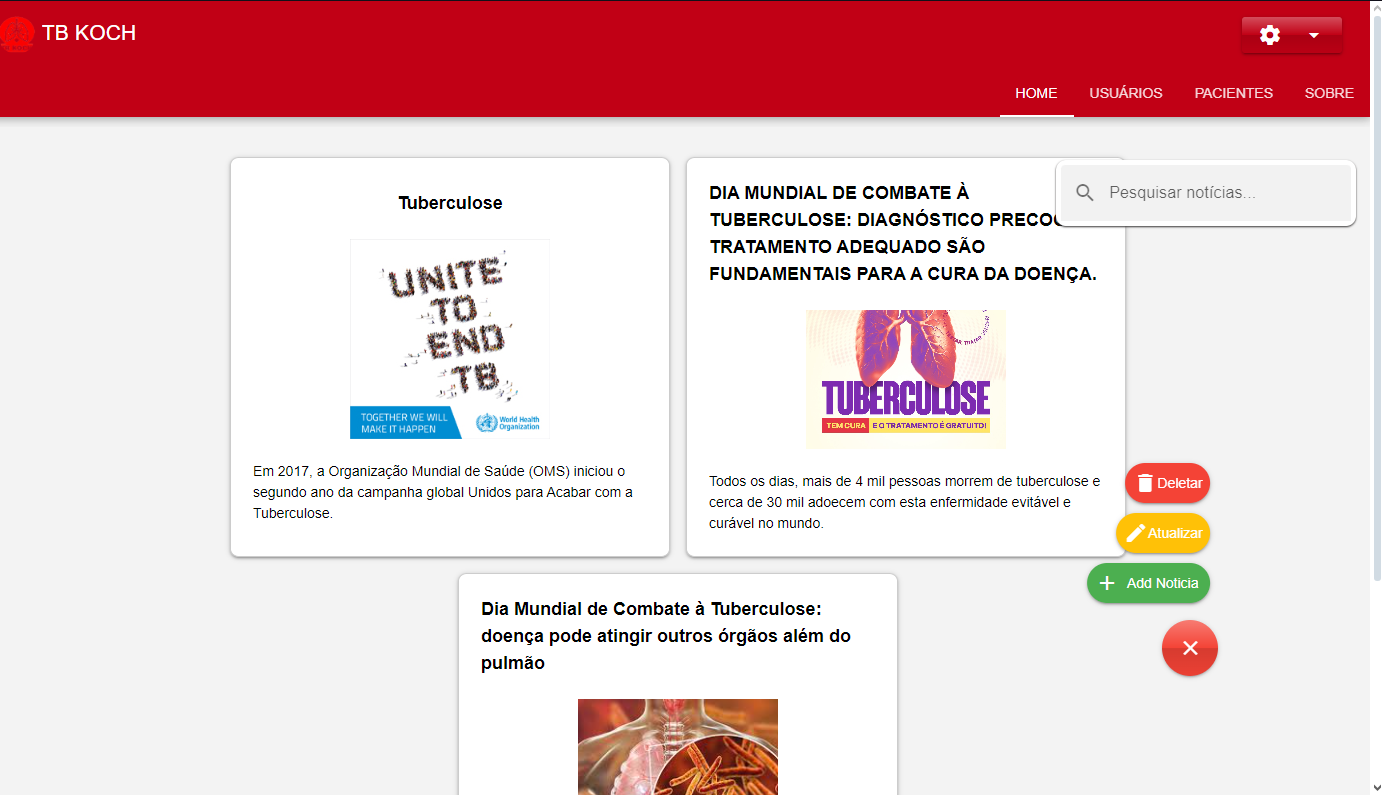 TB KOCH
HOME
USUÁRIOS
PACIENTES
SOBRE
Pesquisar notícias...
Tuberculose
UNITE
TO
END
TB
TOGETHER WE WILL
MAKE IT HAPPEN
World Health
Organization
Em 2017, a Organização Mundial de Saúde (OMS) iniciou o
segundo ano da campanha global Unidos para Acabar com a
Tuberculose.
DIA MUNDIAL DE COMBATE À
TUBERCULOSE: DIAGNÓSTICO PRECOC
TRATAMENTO ADEQUADO SÃO
FUNDAMENTAIS PARA A CURA DA DOENÇA.
TUBERCULOSE
TEM CURA E O TRATAMENTO É GRATUITO!
Todos os dias, mais de 4 mil pessoas morrem de tuberculose e
cerca de 30 mil adoecem com esta enfermidade evitável e
curável no mundo.
Deletar
Atualizar
Add Noticia
Dia Mundial de Combate à Tuberculose:
doença pode atingir outros órgãos além do
pulmão